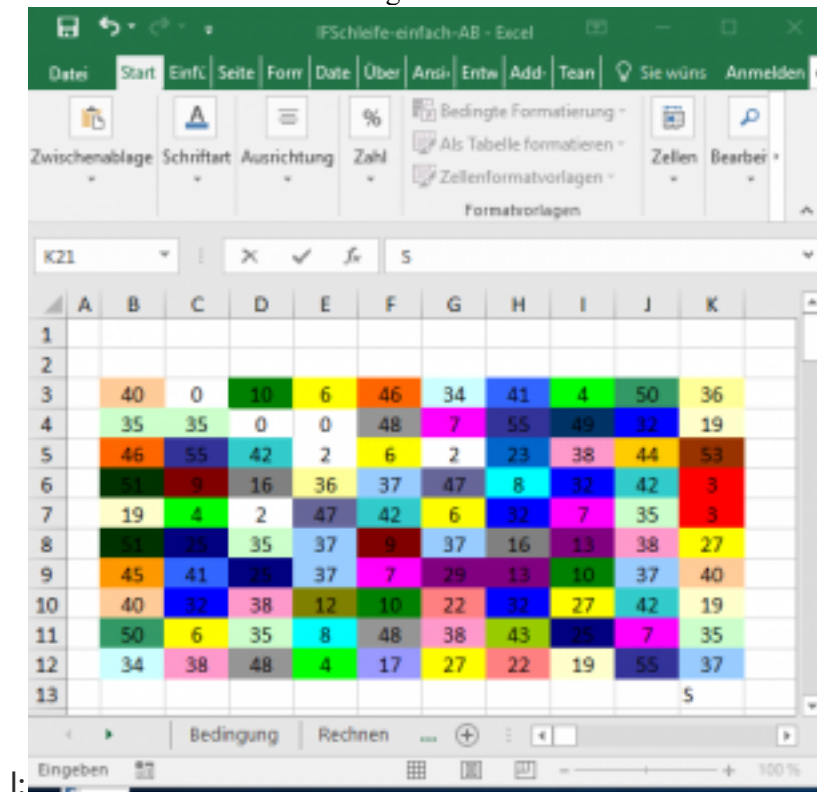 IFSchleife-einfach-AB - Excel
Datei Start Einfü Seite Forr Date Über Ansi Entw Add- Tean Sie wüns Anmelden
Zwischenablage Schriftart Ausrichtung % Zahl Bedingte Formatierung Als Tabelle formatieren Zellenformatvorlagen Formatvorlagen Zellen Bearbei
K21 fx S
A B C D E F G H I J K
1
2
3 40 0 10 6 46 34 41 4 50 36
4 35 35 0 0 48 7 55 49 32 19
5 46 55 42 2 6 2 23 38 44 53
6 51 9 16 36 37 47 8 32 42 3
7 19 4 2 47 42 6 32 7 35 3
8 51 25 35 37 9 37 16 13 38 27
9 45 41 25 37 7 29 13 10 37 40
10 40 32 38 12 10 22 32 27 42 19
11 50 6 35 8 48 38 43 25 7 35
12 34 38 48 4 17 27 22 19 55 37
13 S
Bedingung Rechnen ...
Eingeben 100 %
l: